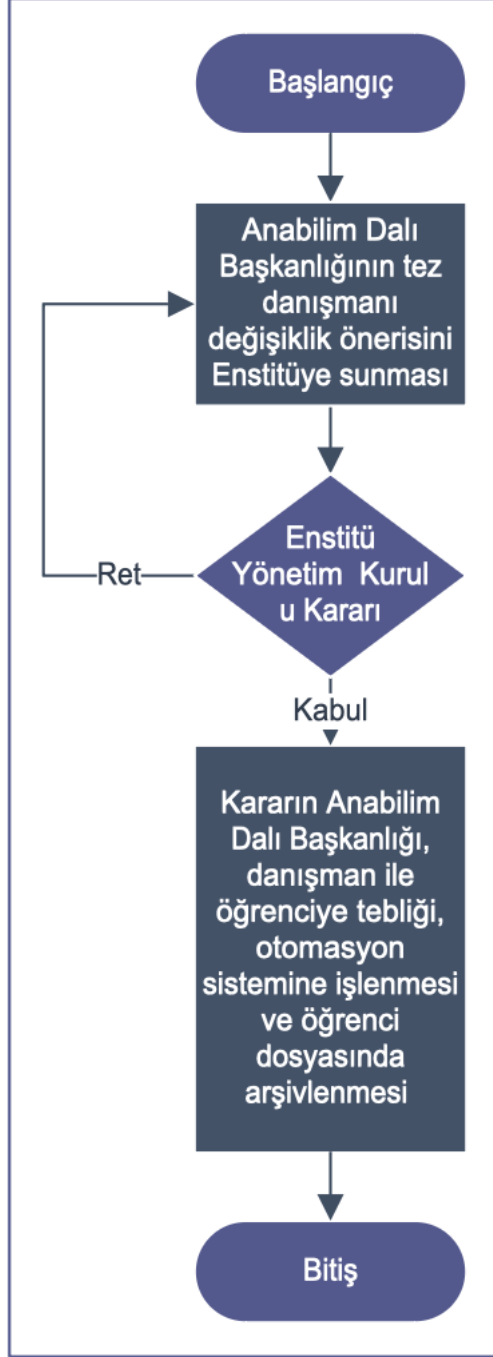 Başlangıç
Anabilim Dalı
Başkanlığının tez
danışmanı
değişiklik önerisini
Enstitüye sunması
Enstitü
Yönetim Kurul
u Kararı
Ret
Kabul
Kararın Anabilim
Dalı Başkanlığı,
danışman ile
öğrenciye tebliği,
otomasyon
sistemine işlenmesi
ve öğrenci
dosyasında
arşivlenmesi
Bitiş